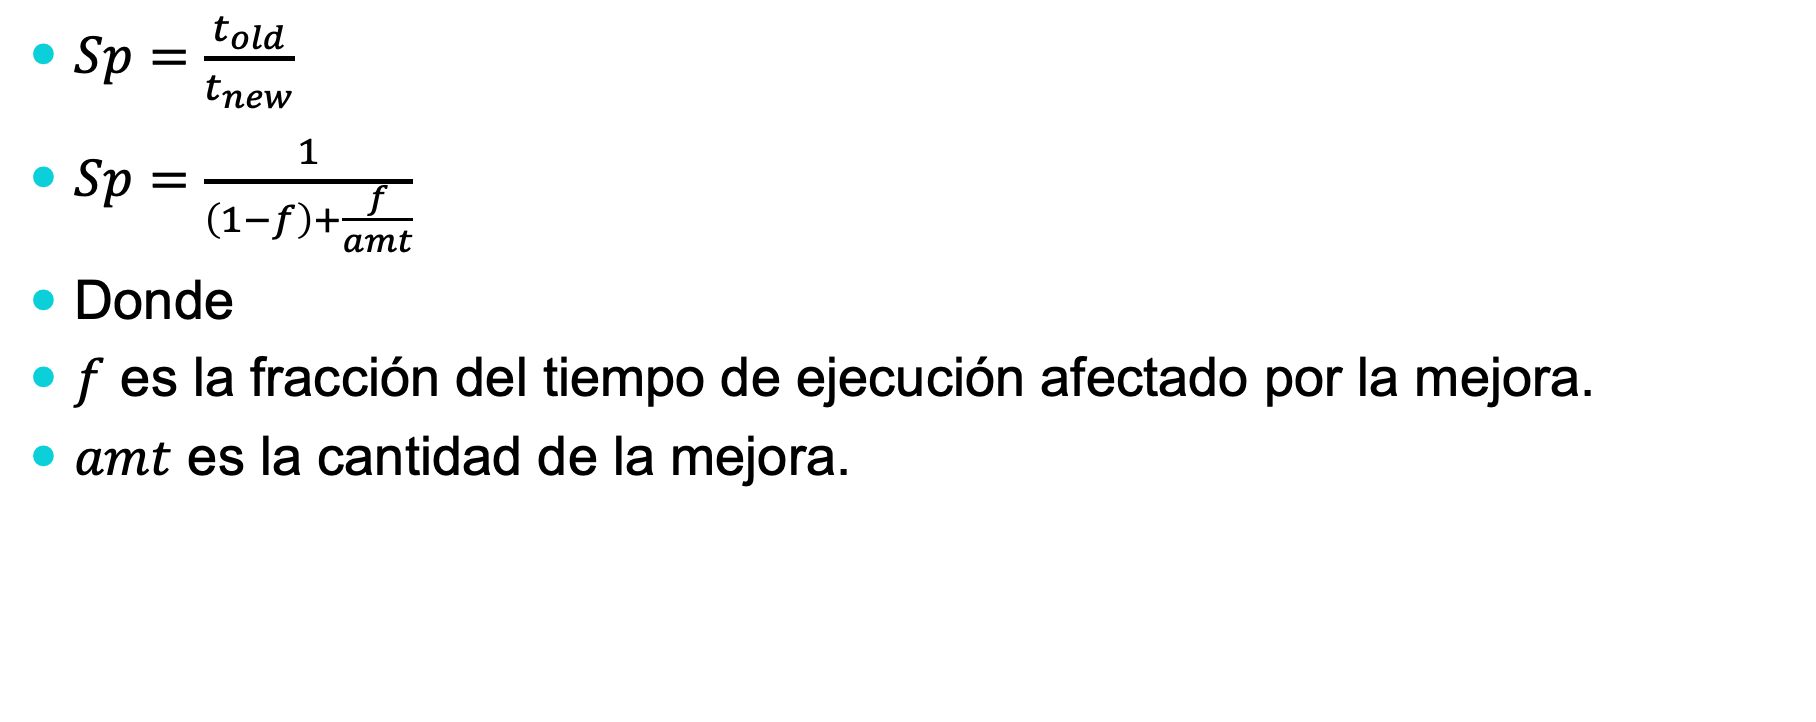 • Sp = t_old / t_new
• Sp = 1 / ((1−f)+ f/amt)
• Donde
• f es la fracción del tiempo de ejecución afectado por la mejora.
• amt es la cantidad de la mejora.